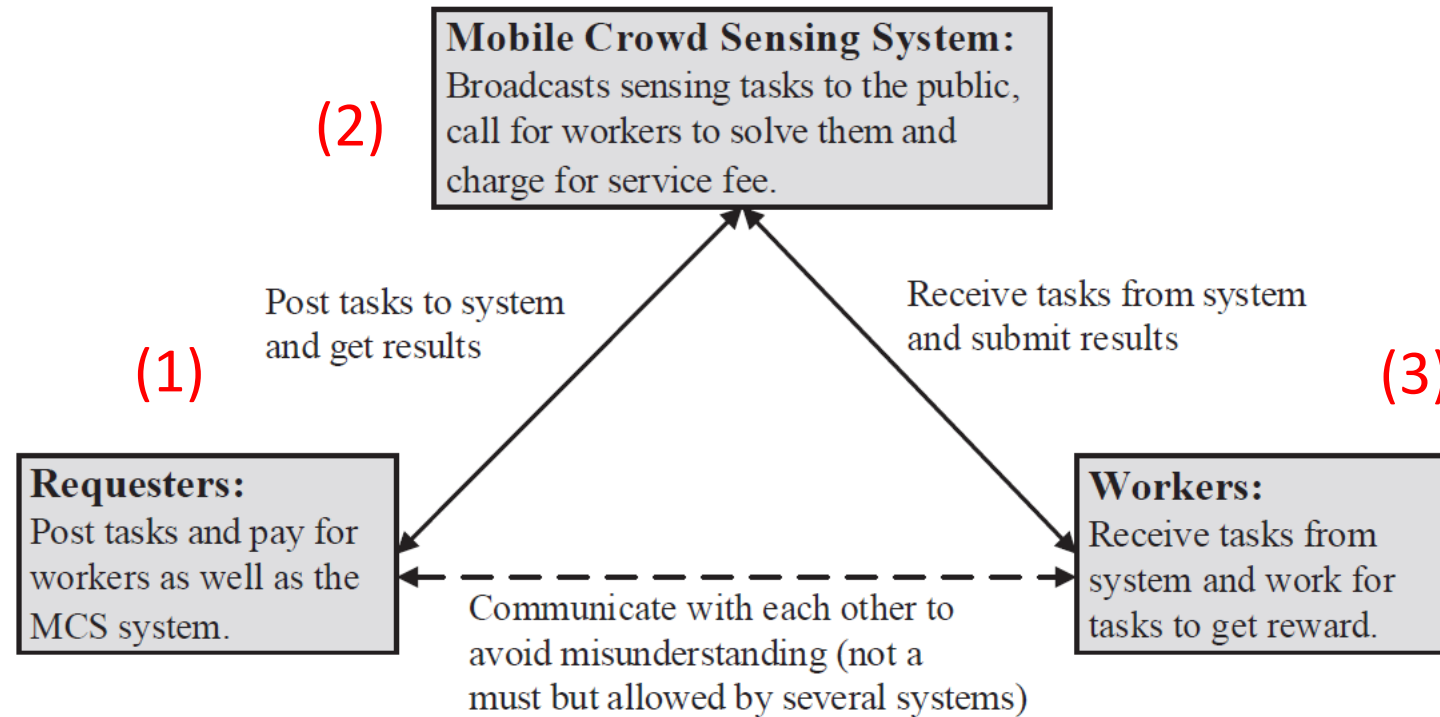 Mobile Crowd Sensing System:
Broadcasts sensing tasks to the public,
call for workers to solve them and
charge for service fee.
(2)
Post tasks to system
and get results
Receive tasks from system
and submit results
(1)
(3)
Requesters:
Post tasks and pay for
workers as well as the
MCS system.
Communicate with each other to
avoid misunderstanding (not a
must but allowed by several systems)
Workers:
Receive tasks from
system and work for
tasks to get reward.